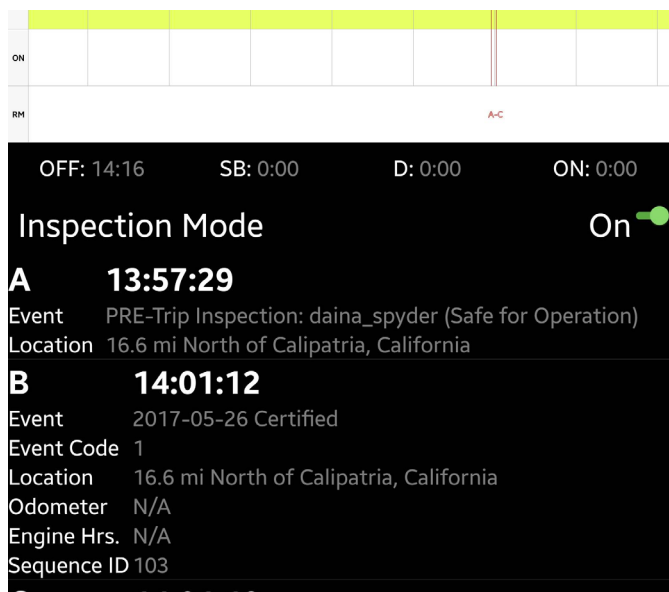 ON
RM
A-C
OFF: 14:16 SB: 0:00 D: 0:00 ON: 0:00
Inspection Mode On
A 13:57:29
Event PRE-Trip Inspection: daina_spyder (Safe for Operation)
Location 16.6 mi North of Calipatria, California
B 14:01:12
Event 2017-05-26 Certified
Event Code 1
Location 16.6 mi North of Calipatria, California
Odometer N/A
Engine Hrs. N/A
Sequence ID 103